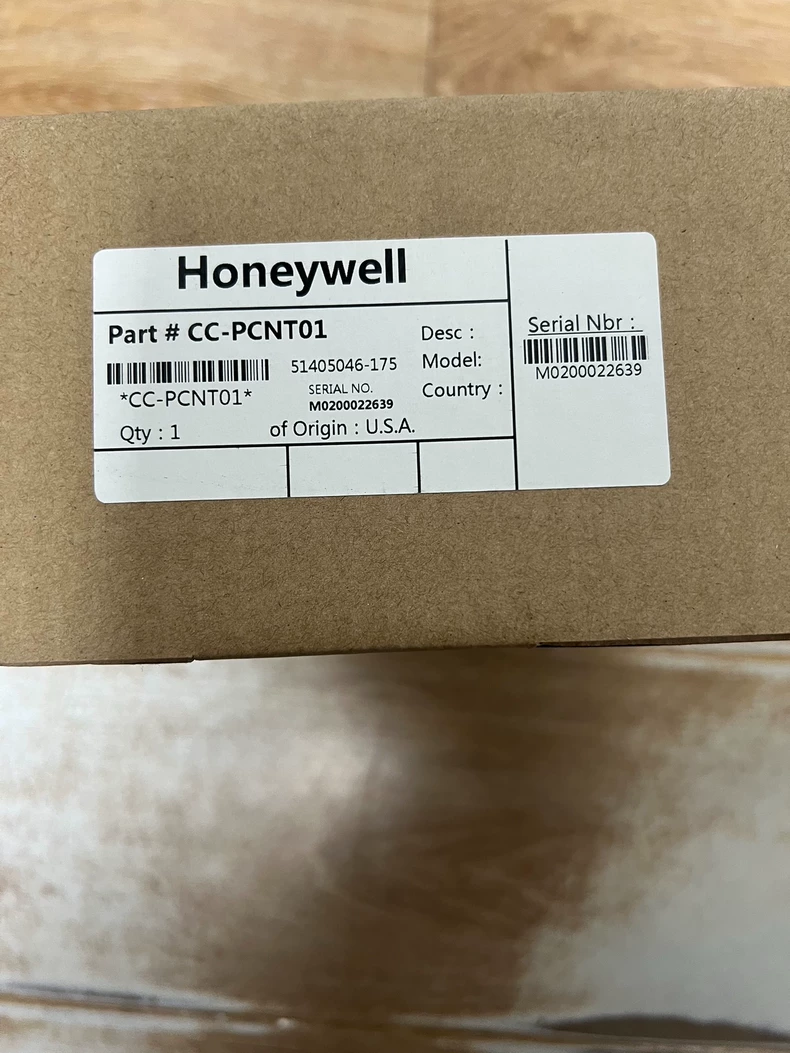 Honeywell
Part # CC-PCNT01
*CC-PCNT01*
Qty : 1
51405046-175
SERIAL NO.
M0200022639
of Origin : U.S.A.
Desc :
Model:
Country :
Serial Nbr :
M0200022639